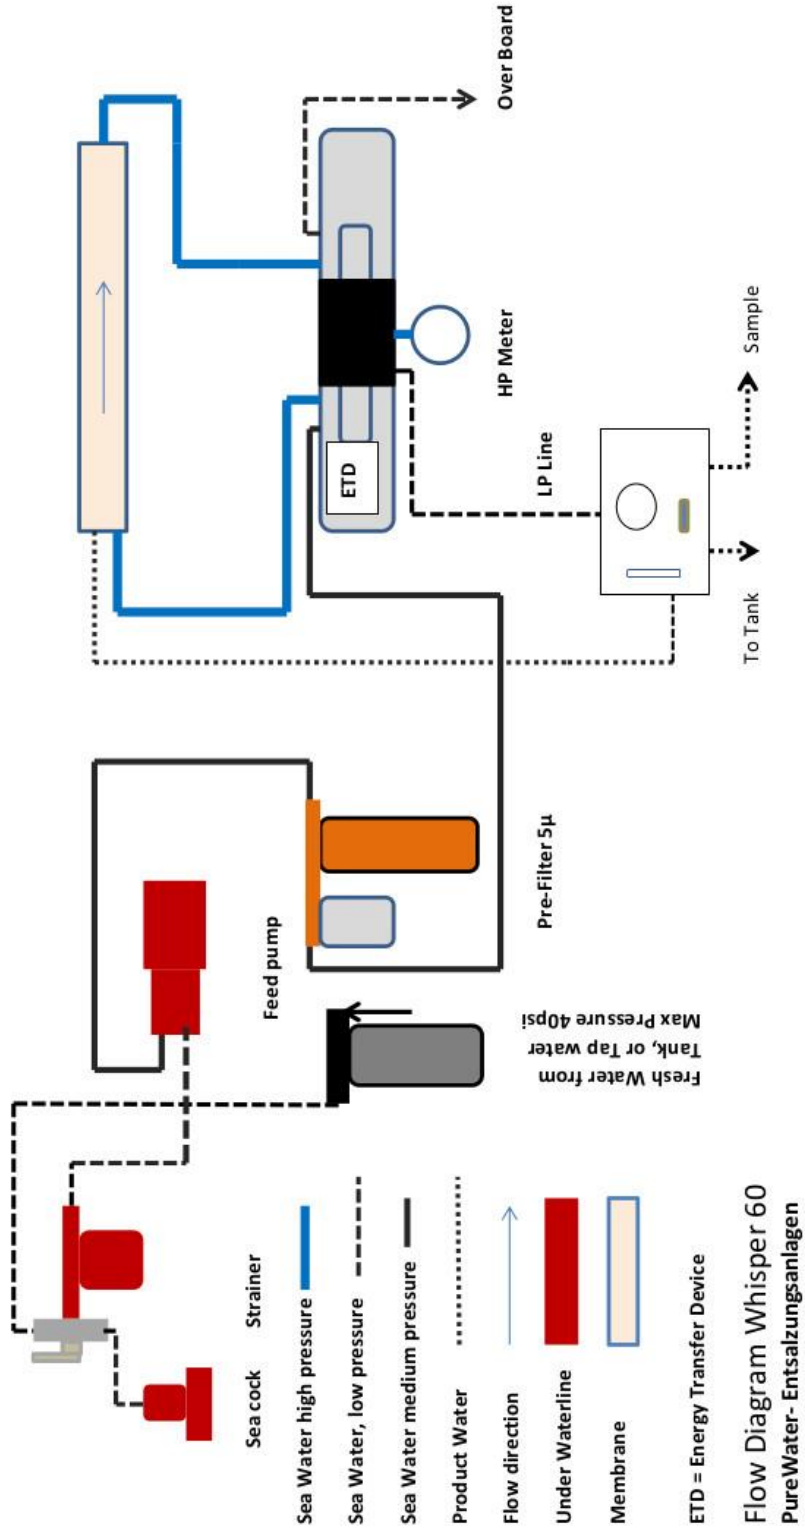 Over Board
HP Meter
Sample
ETD
LP Line
To Tank
Pre-Filter 5µ
Feed pump
Fresh Water from
Tank, or Tap water
Max Pressure 40psi
Strainer
Sea cock
Sea Water high pressure
Sea Water, low pressure
Sea Water medium pressure
Product Water
Flow direction
Under Waterline
Membrane
ETD = Energy Transfer Device
Flow Diagram Whisper 60
PureWater- Entsalzungsanlagen